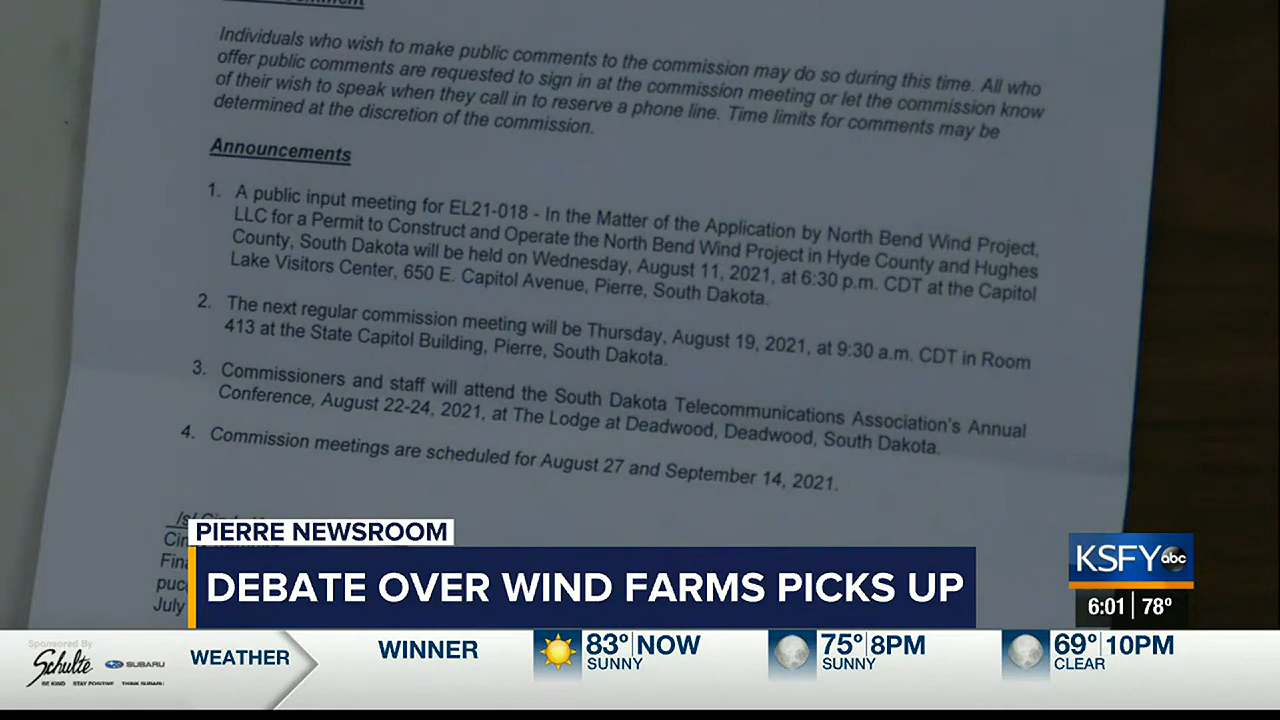 Individuals who wish to make public comments to the commission may do so during this time. All who
offer public comments are requested to sign in at the commission meeting or let the commission know
of their wish to speak when they call in to reserve a phone line. Time limits for comments may be
determined at the discretion of the commission.
Announcements
1. A public input meeting for EL21-018 - In the Matter of the Application by North Bend Wind Project,
LLC for a Permit to Construct and Operate the North Bend Wind Project in Hyde County and Hughes
County, South Dakota will be held on Wednesday, August 11, 2021, at 6:30 p.m. CDT at the Capitol
Lake Visitors Center, 650 E. Capitol Avenue, Pierre, South Dakota.
2. The next regular commission meeting will be Thursday, August 19, 2021, at 9:30 a.m. CDT in Room
413 at the State Capitol Building, Pierre, South Dakota.
3. Commissioners and staff will attend the South Dakota Telecommunications Association's Annual
Conference, August 22-24, 2021, at The Lodge at Deadwood, Deadwood, South Dakota.
4. Commission meetings are scheduled for August 27 and September 14, 2021.
/s/
July
PIERRE NEWSROOM
DEBATE OVER WIND FARMS PICKS UP
KSFY abc
6:01 78°
Sponsored By
Schulte SUBARU
BE KIND STAY POSITIVE THINK SUBARU
WEATHER
WINNER
83° NOW
SUNNY
75° 8PM
SUNNY
69° 10PM
CLEAR